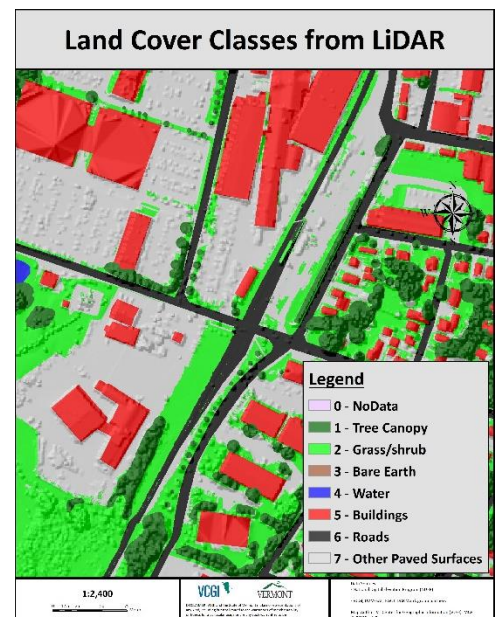 Land Cover Classes from LiDAR
N
W
Legend
0 - NoData
1 - Tree Canopy
2 - Grass/shrub
3 - Bare Earth
4 - Water
5 - Buildings
6 - Roads
7 - Other Paved Surfaces
1:2,400
VCGI
VERMONT